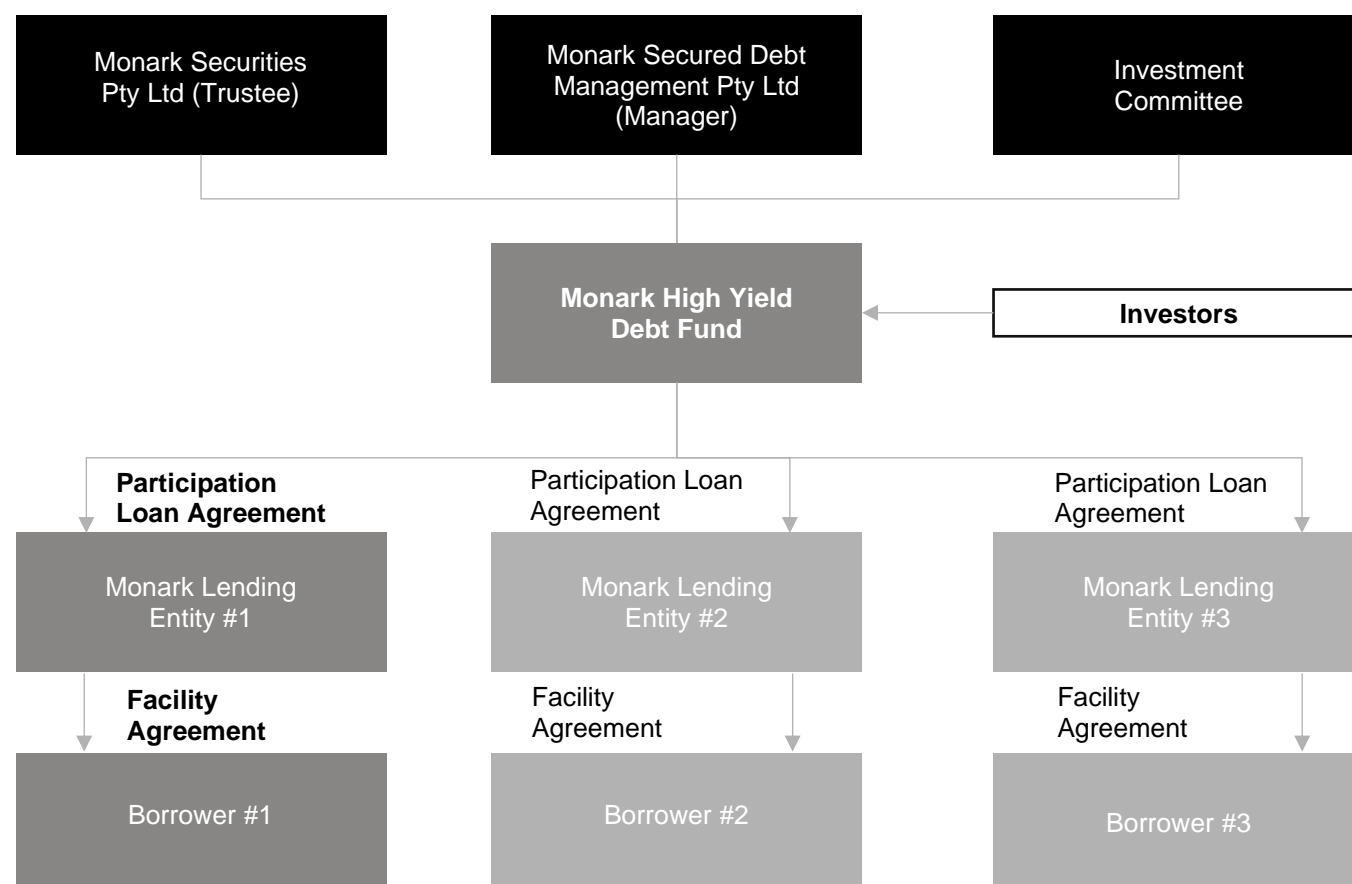 Monark Securities
Pty Ltd (Trustee)
Monark Secured Debt
Management Pty Ltd
(Manager)
Investment
Committee
Monark High Yield
Debt Fund
Investors
Participation
Loan Agreement
Participation Loan
Agreement
Participation Loan
Agreement
Monark Lending
Entity #1
Monark Lending
Entity #2
Monark Lending
Entity #3
Facility
Agreement
Facility
Agreement
Facility
Agreement
Borrower #1
Borrower #2
Borrower #3